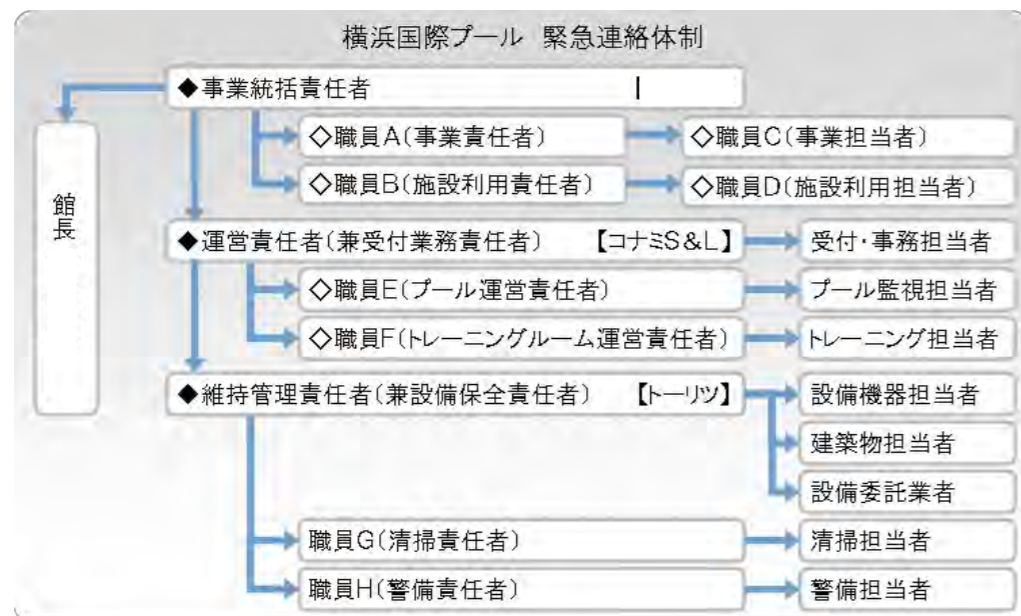 横浜国際プール 緊急連絡体制
◆事業統括責任者
◇職員A(事業責任者)
◇職員C(事業担当者)
◇職員B(施設利用責任者)
◇職員D(施設利用担当者)
館長
◆運営責任者(兼受付業務責任者) 【コナミS&L】
受付・事務担当者
◇職員E(プール運営責任者)
プール監視担当者
◇職員F(トレーニングルーム運営責任者)
トレーニング担当者
◆維持管理責任者(兼設備保全責任者) 【トーリツ】
設備機器担当者
建築物担当者
設備委託業者
職員G(清掃責任者)
清掃担当者
職員H(警備責任者)
警備担当者